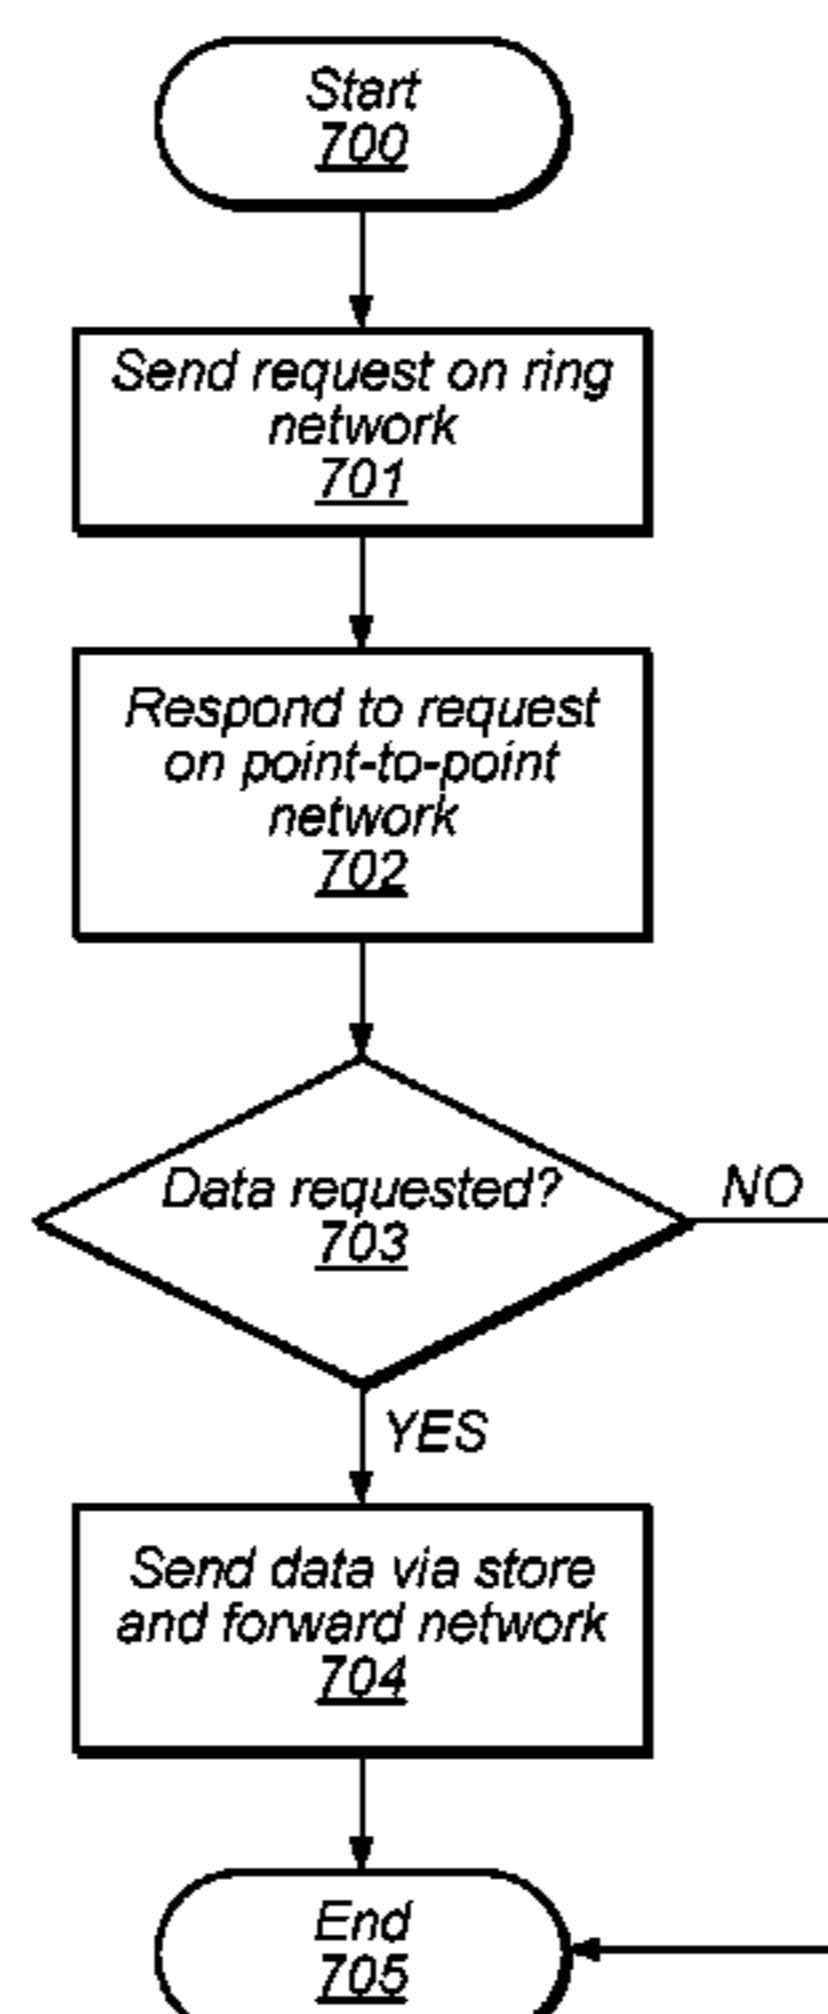 Start
700
Send request on ring
network
701
Respond to request
on point-to-point
network
702
Data requested?
703
NO
YES
Send data via store
and forward network
704
End
705